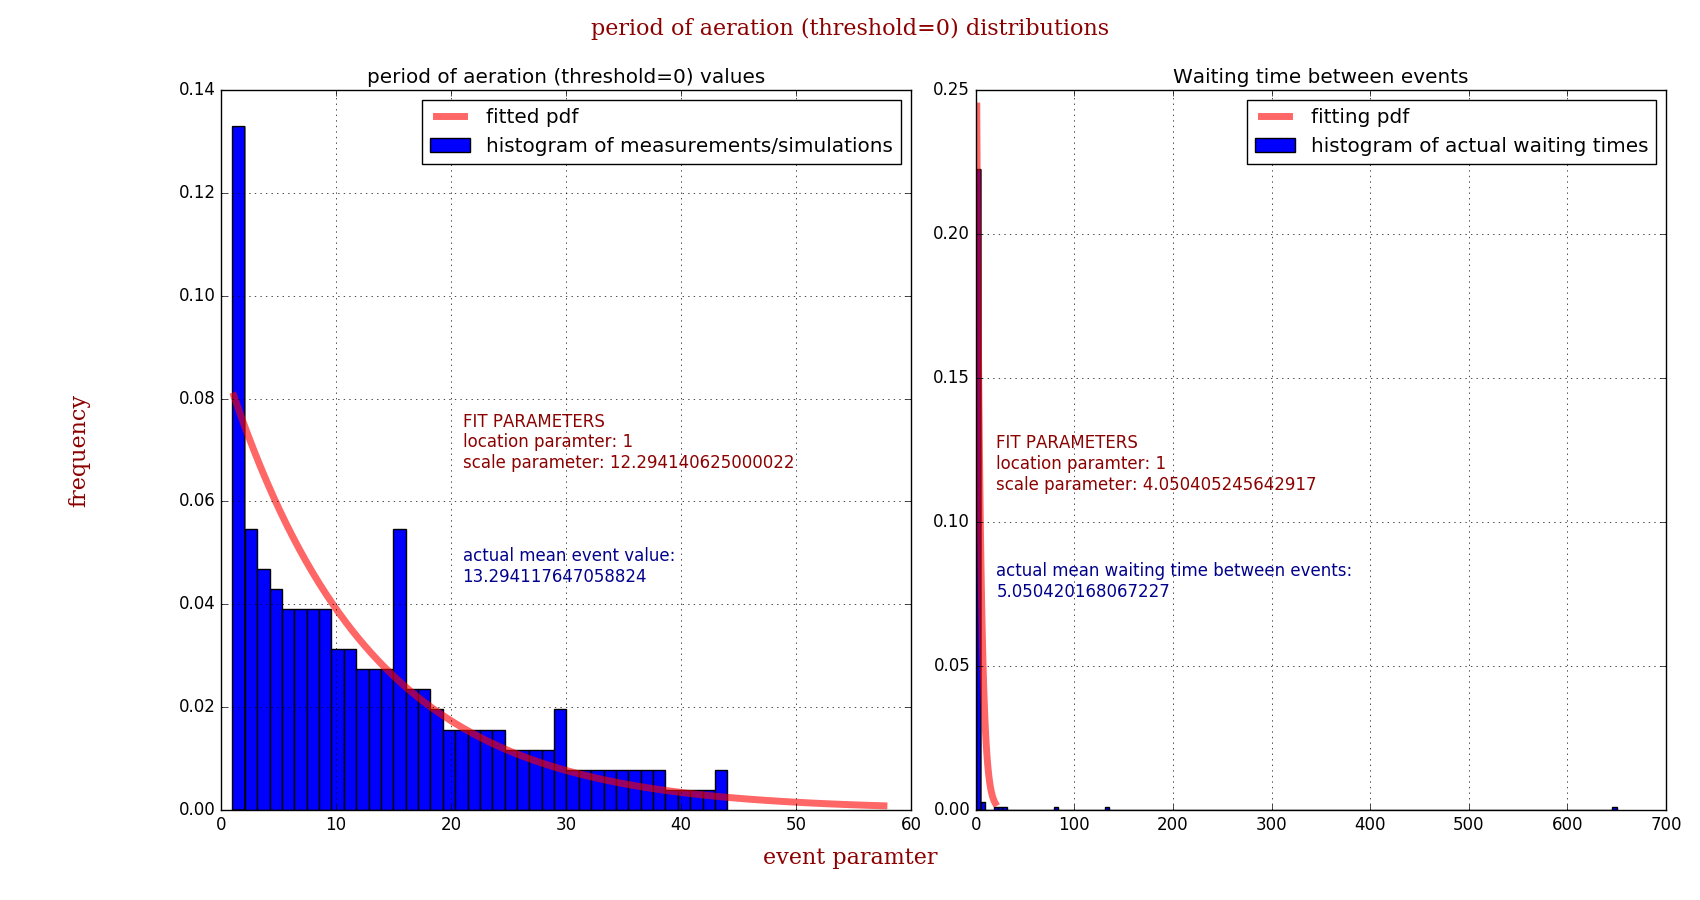 period of aeration (threshold=0) distributions
period of aeration (threshold=0) values
0.14
0.12
0.10
0.08
0.06
0.04
0.02
0.00
0
10
20
30
40
50
60
fitted pdf
histogram of measurements/simulations
FIT PARAMETERS
location paramter: 1
scale parameter: 12.294140625000022
actual mean event value:
13.294117647058824
frequency
Waiting time between events
0.25
0.20
0.15
0.10
0.05
0.00
0
100
200
300
400
500
600
700
fitting pdf
histogram of actual waiting times
FIT PARAMETERS
location paramter: 1
scale parameter: 4.050405245642917
actual mean waiting time between events:
5.050420168067227
event paramter